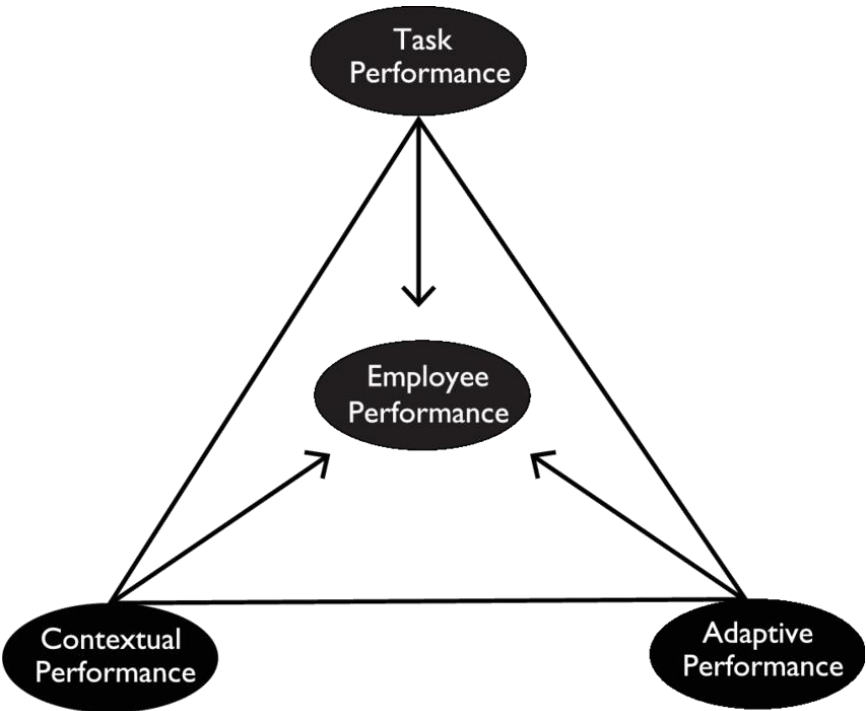 Task
Performance
Employee
Performance
Contextual
Performance
Adaptive
Performance